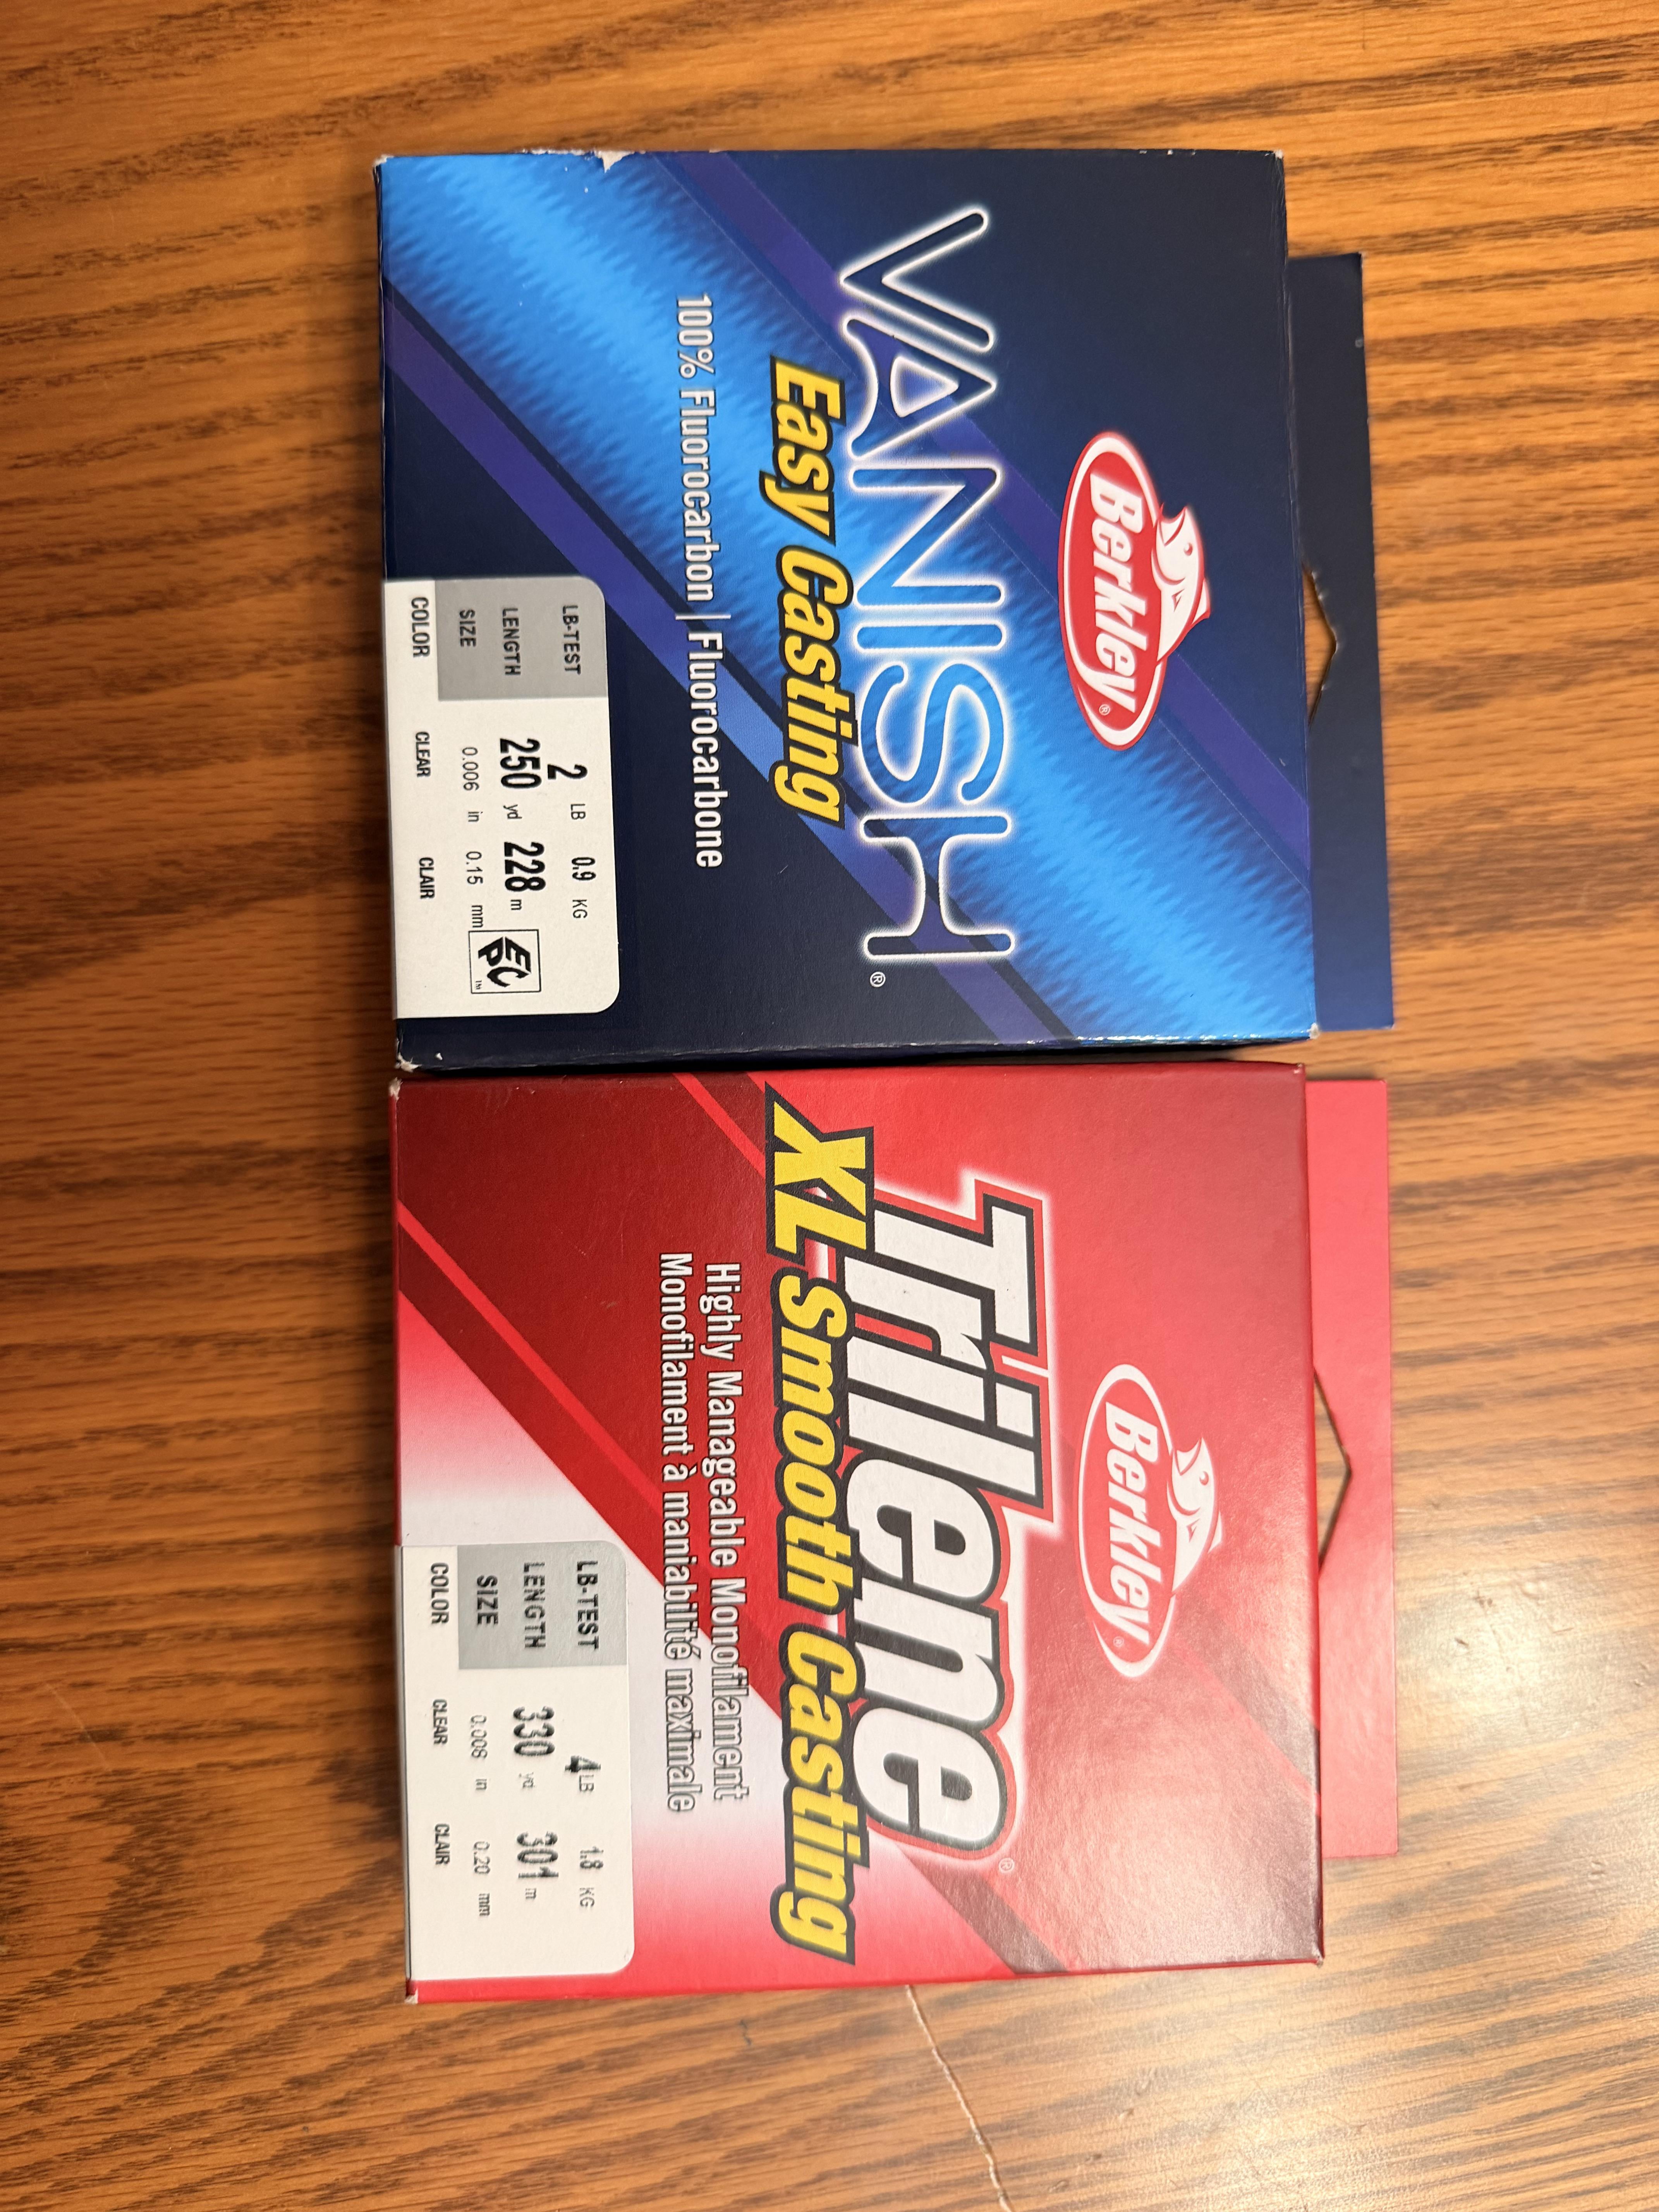 Berkley®
VANISH®
Easy Casting
100% Fluorocarbon | Fluorocarbone
LB-TEST 2 LB 0.9 KG
LENGTH 250 yd 228 m
SIZE 0.006 in 0.15 mm
COLOR CLEAR CLAIR
EPC™
Berkley®
Trilene®
XL Smooth Casting
Highly Manageable Monofilament
Monofilament à maniabilité maximale
LB-TEST 4 LB 1.8 KG
LENGTH 330 yd 301 m
SIZE 0.008 in 0.20 mm
COLOR CLEAR CLAIR